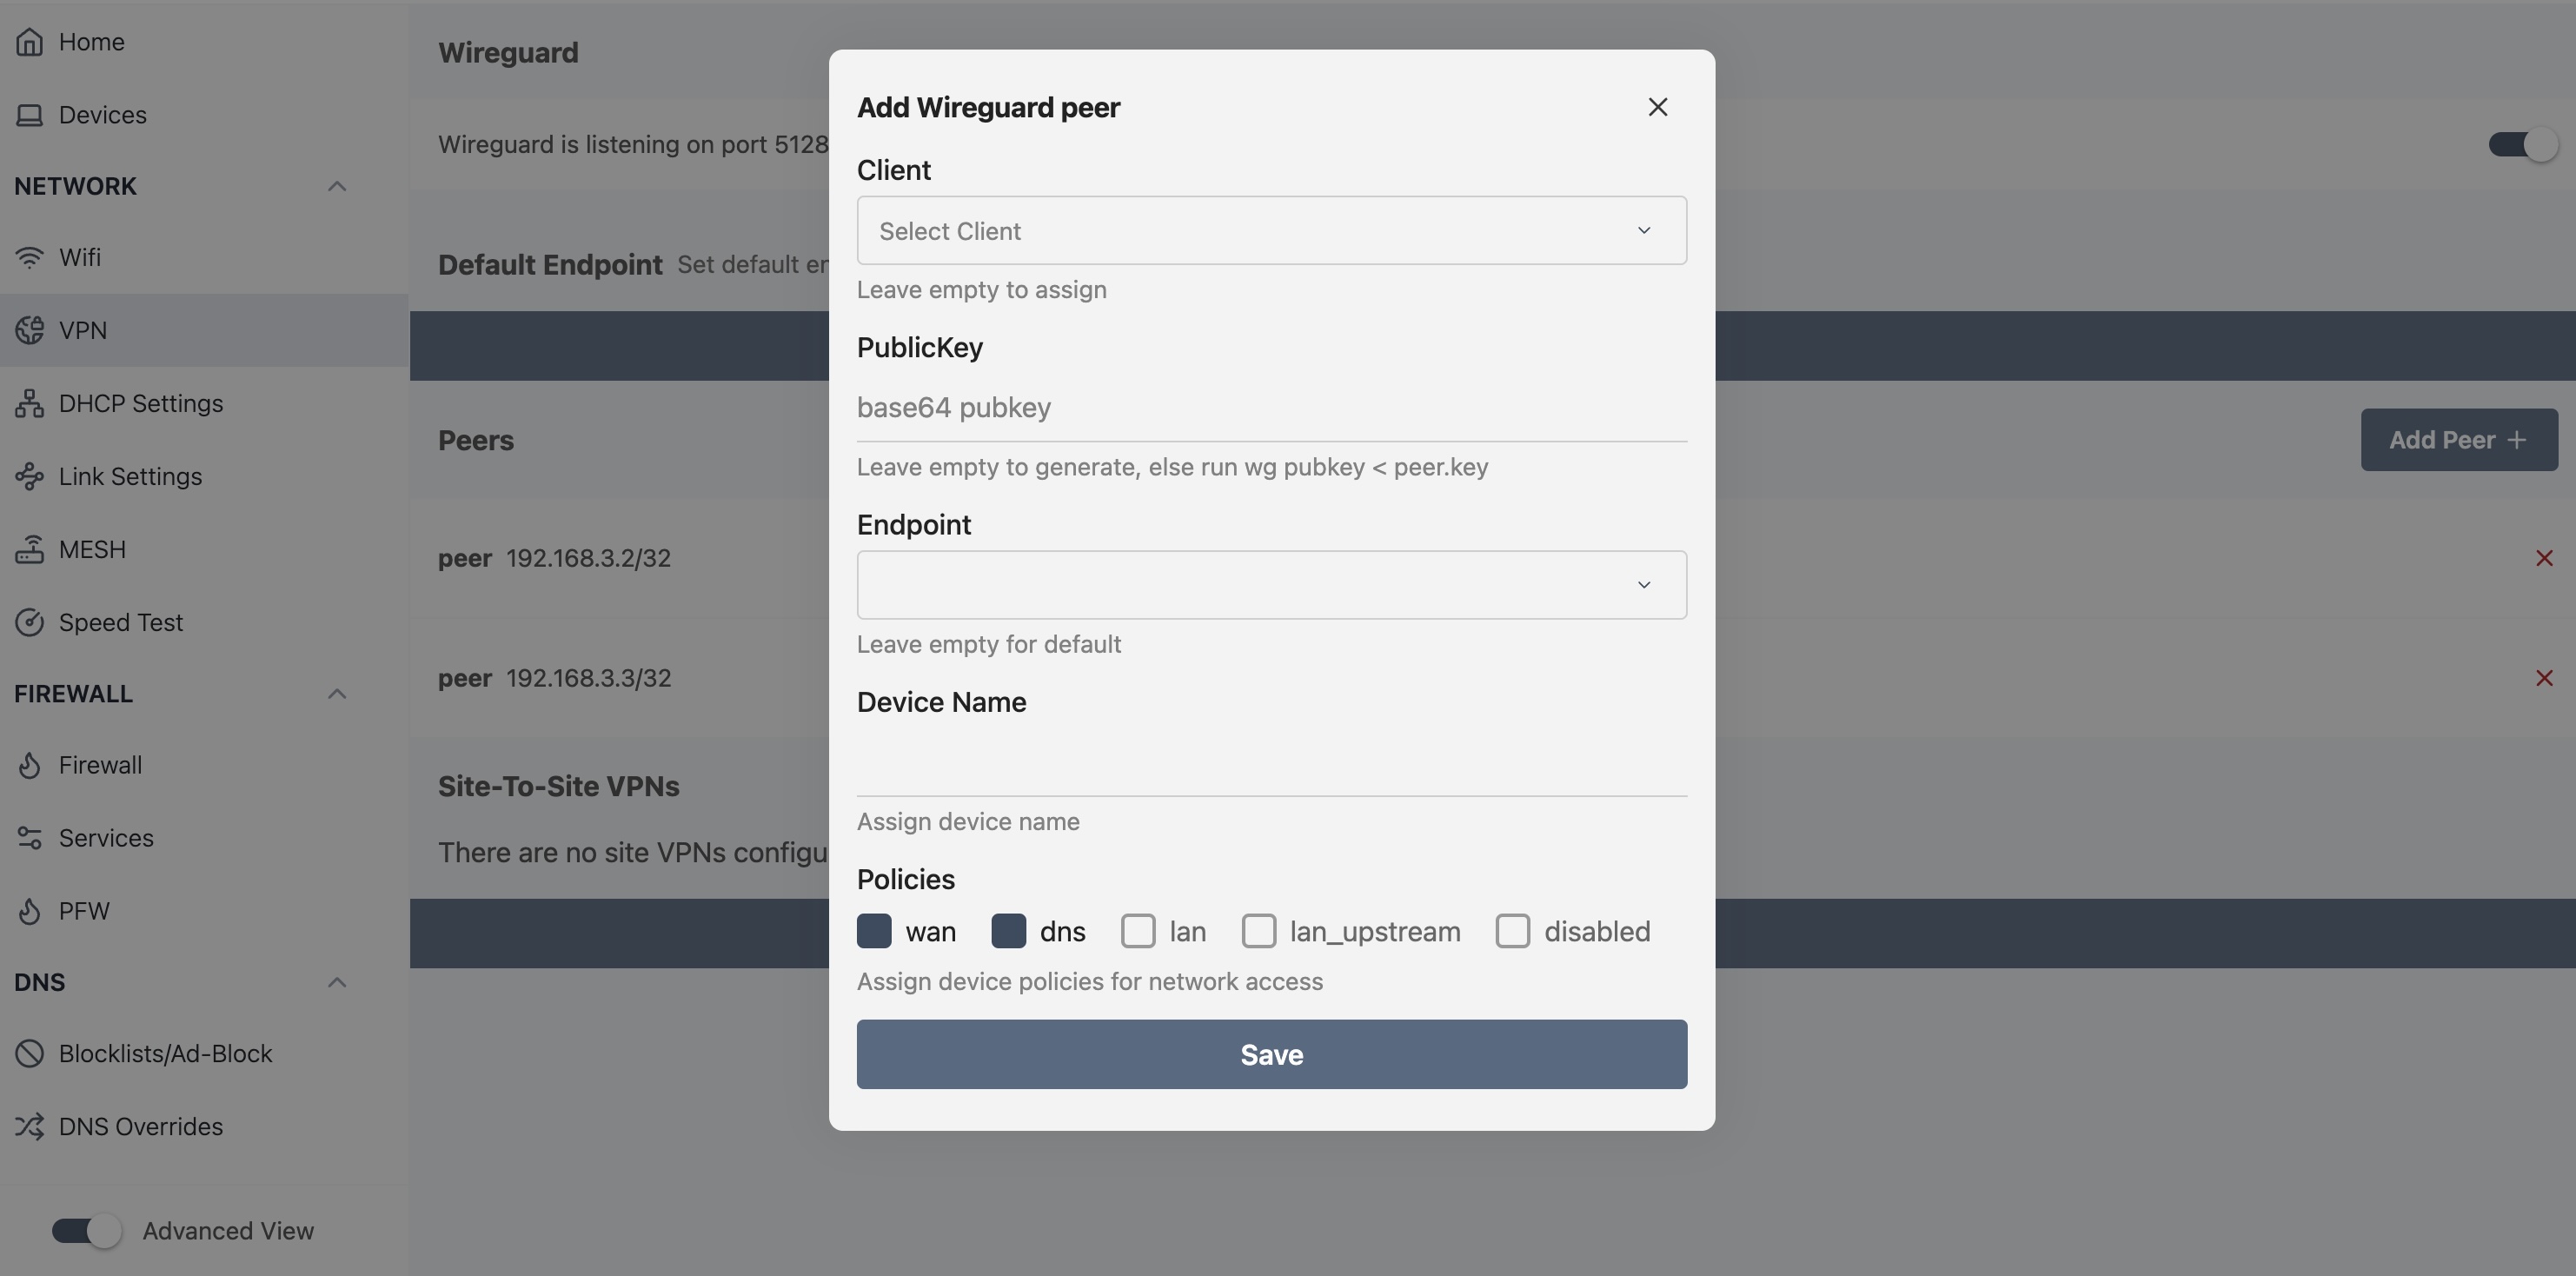 Home
Devices
NETWORK
Wifi
VPN
DHCP Settings
Link Settings
MESH
Speed Test
FIREWALL
Firewall
Services
PFW
DNS
Blocklists/Ad-Block
DNS Overrides
Advanced View
Wireguard
Wireguard is listening on port 5128
Default Endpoint Set default
Peers
Add Peer +
peer 192.168.3.2/32
peer 192.168.3.3/32
Site-To-Site VPNs
There are no site VPNs
Add Wireguard peer
Client
Select Client
Leave empty to assign
PublicKey
base64 pubkey
Leave empty to generate, else run wg pubkey < peer.key
Endpoint
Leave empty for default
Device Name
Assign device name
Policies
wan dns lan lan_upstream disabled
Assign device policies for network access
Save